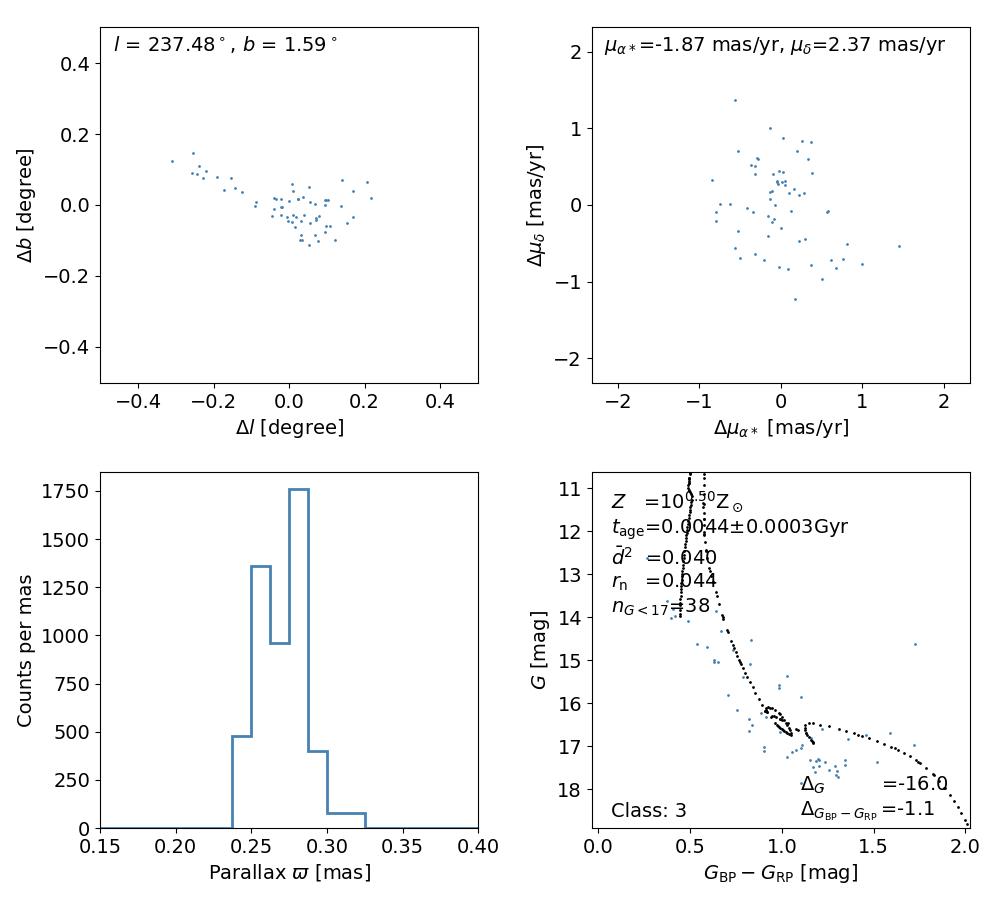 l = 237.48°, b = 1.59°
0.4
0.2
0.0
−0.2
−0.4
Δb [degree]
−0.4 −0.2 0.0 0.2 0.4
Δl [degree]
μα*=-1.87 mas/yr, μδ=2.37 mas/yr
2
1
0
−1
−2
Δμδ [mas/yr]
−2 −1 0 1 2
Δμα* [mas/yr]
1750
1500
1250
1000
750
500
250
0
Counts per mas
0.15 0.20 0.25 0.30 0.35 0.40
Parallax ϖ [mas]
Z =10^0.50 Z⊙
t_age=0.0044±0.0003Gyr
d̄² =0.040
r_n =0.044
n_G<17=38
11
12
13
14
15
16
17
18
G [mag]
Δ_G =-16.0
Class: 3
Δ_G_BP−G_RP =-1.1
0.0 0.5 1.0 1.5 2.0
G_BP − G_RP [mag]